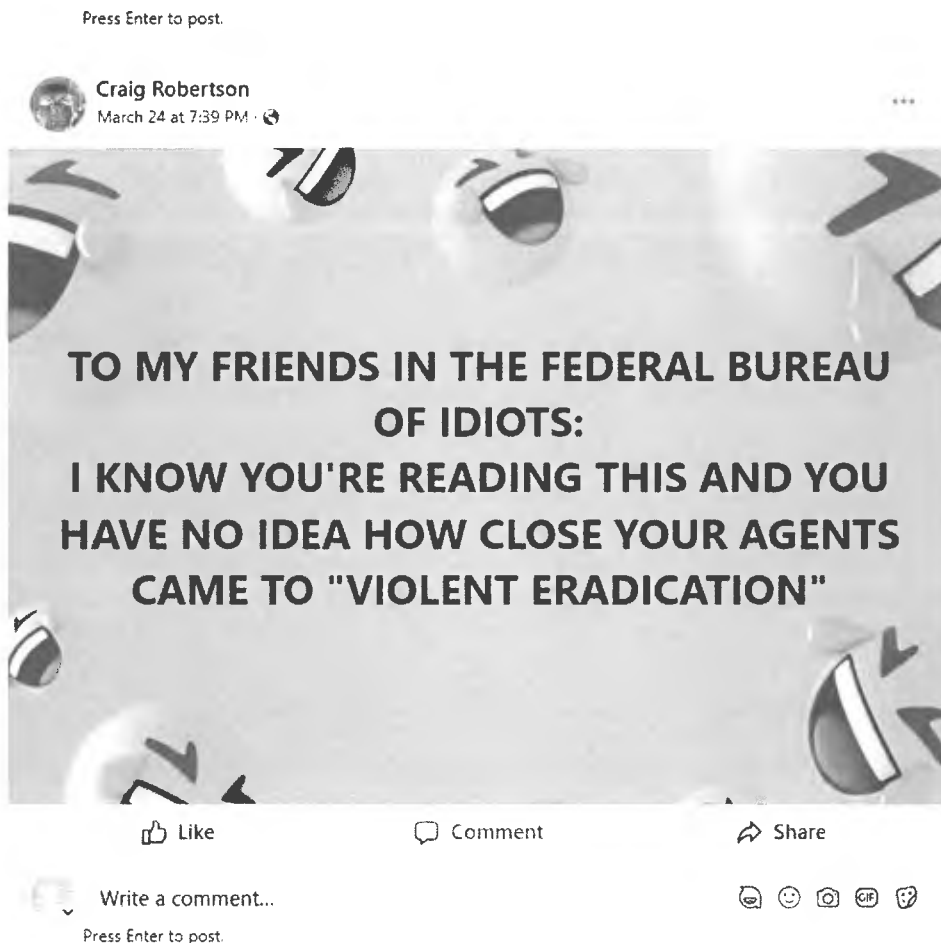 Press Enter to post.
Craig Robertson
March 24 at 7:39 PM ·
TO MY FRIENDS IN THE FEDERAL BUREAU
OF IDIOTS:
I KNOW YOU'RE READING THIS AND YOU
HAVE NO IDEA HOW CLOSE YOUR AGENTS
CAME TO "VIOLENT ERADICATION"
Like Comment Share
Write a comment... GIF
Press Enter to post.